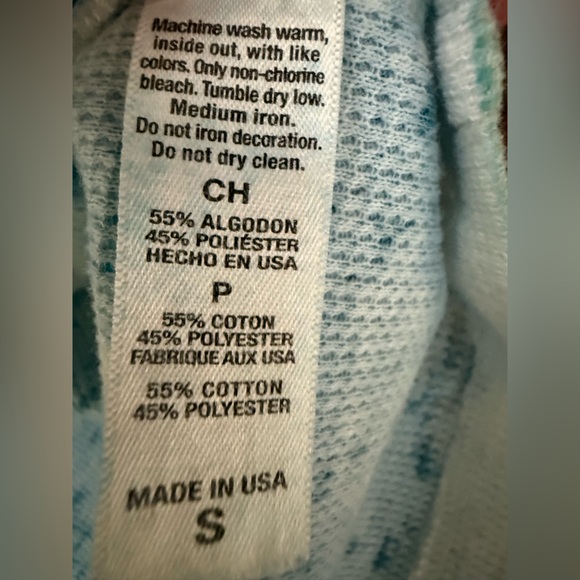 Machine wash warm,
inside out, with like
colors. Only non-chlorine
bleach. Tumble dry low.
Medium iron.
Do not iron decoration.
Do not dry clean.
CH
55% ALGODON
45% POLIÉSTER
HECHO EN USA
P
55% COTON
45% POLYESTER
FABRIQUE AUX USA
55% COTTON
45% POLYESTER
MADE IN USA
S